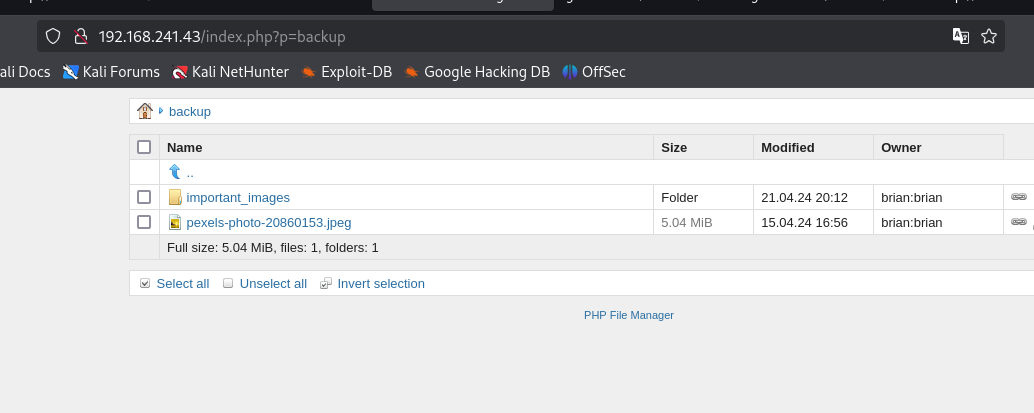 192.168.241.43/index.php?p=backup
ali Docs Kali Forums Kali NetHunter Exploit-DB Google Hacking DB OffSec
backup
Name Size Modified Owner
..
important_images Folder 21.04.24 20:12 brian:brian
pexels-photo-20860153.jpeg 5.04 MiB 15.04.24 16:56 brian:brian
Full size: 5.04 MiB, files: 1, folders: 1
Select all Unselect all Invert selection
PHP File Manager